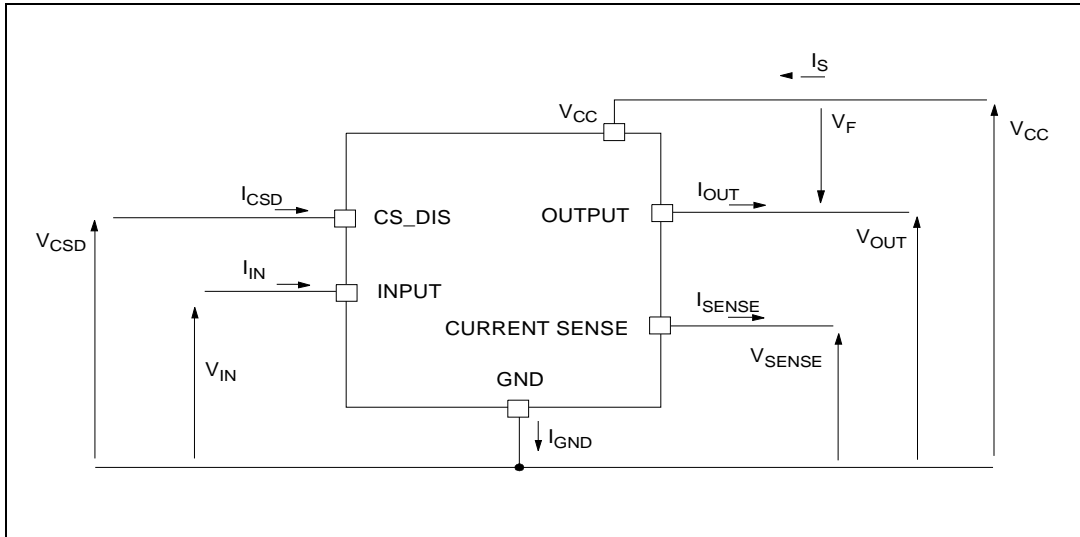 I_S
V_CC
V_F
V_CC
I_CSD
I_OUT
CS_DIS
OUTPUT
V_CSD
V_OUT
I_IN
INPUT
I_SENSE
CURRENT SENSE
V_IN
V_SENSE
GND
I_GND